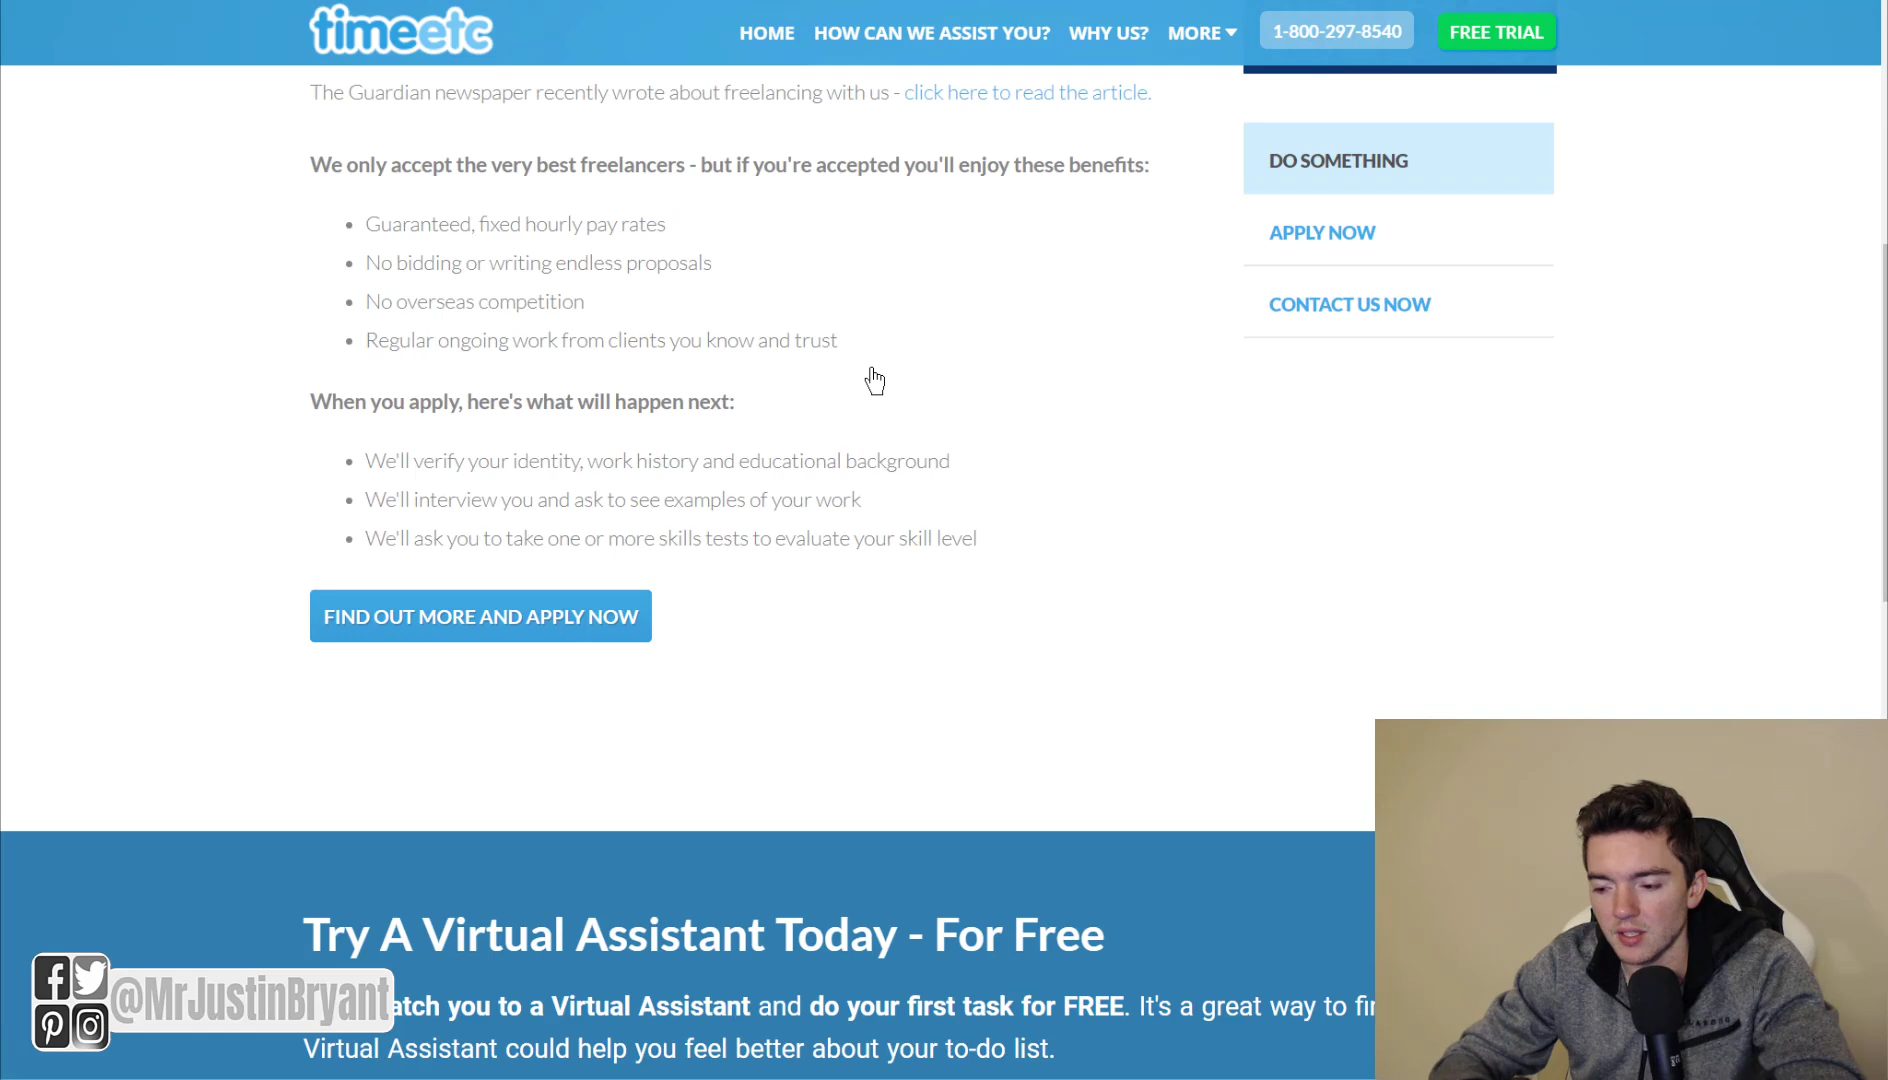 timeetc
HOME HOW CAN WE ASSIST YOU? WHY US? MORE 1-800-297-8540 FREE TRIAL
The Guardian newspaper recently wrote about freelancing with us - click here to read the article.
We only accept the very best freelancers - but if you're accepted you'll enjoy these benefits:
Guaranteed, fixed hourly pay rates
No bidding or writing endless proposals
No overseas competition
Regular ongoing work from clients you know and trust
When you apply, here's what will happen next:
We'll verify your identity, work history and educational background
We'll interview you and ask to see examples of your work
We'll ask you to take one or more skills tests to evaluate your skill level
FIND OUT MORE AND APPLY NOW
DO SOMETHING
APPLY NOW
CONTACT US NOW
Try A Virtual Assistant Today - For Free
@MrJustinBryant
you to a Virtual Assistant and do your first task for FREE. It's a great way to
Virtual Assistant could help you feel better about your to-do list.